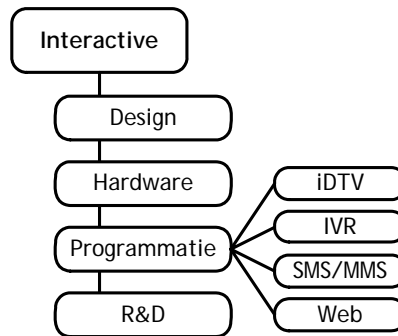 Interactive
Design
Hardware
Programmatie
R&D
iDTV
IVR
SMS/MMS
Web